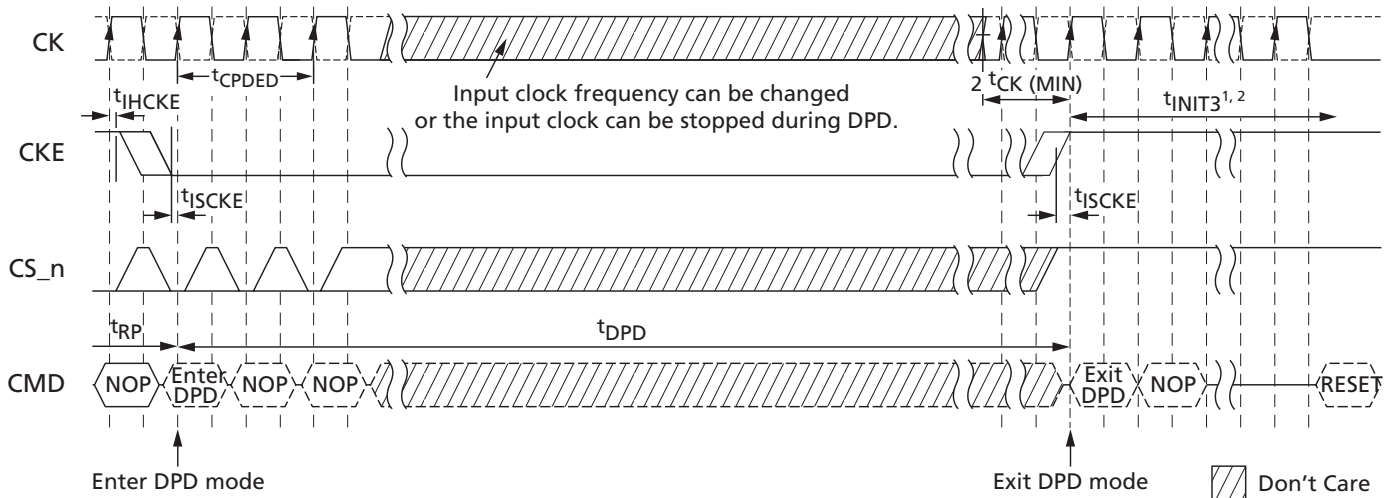 CK
tCPDED
2 tCK (MIN)
tIHCKE
Input clock frequency can be changed
or the input clock can be stopped during DPD.
tINIT3 1, 2
CKE
tISCKE
tISCKE
CS_n
tRP
tDPD
CMD
NOP
Enter
DPD
NOP
NOP
Exit
DPD
NOP
RESET
Enter DPD mode
Exit DPD mode
Don't Care